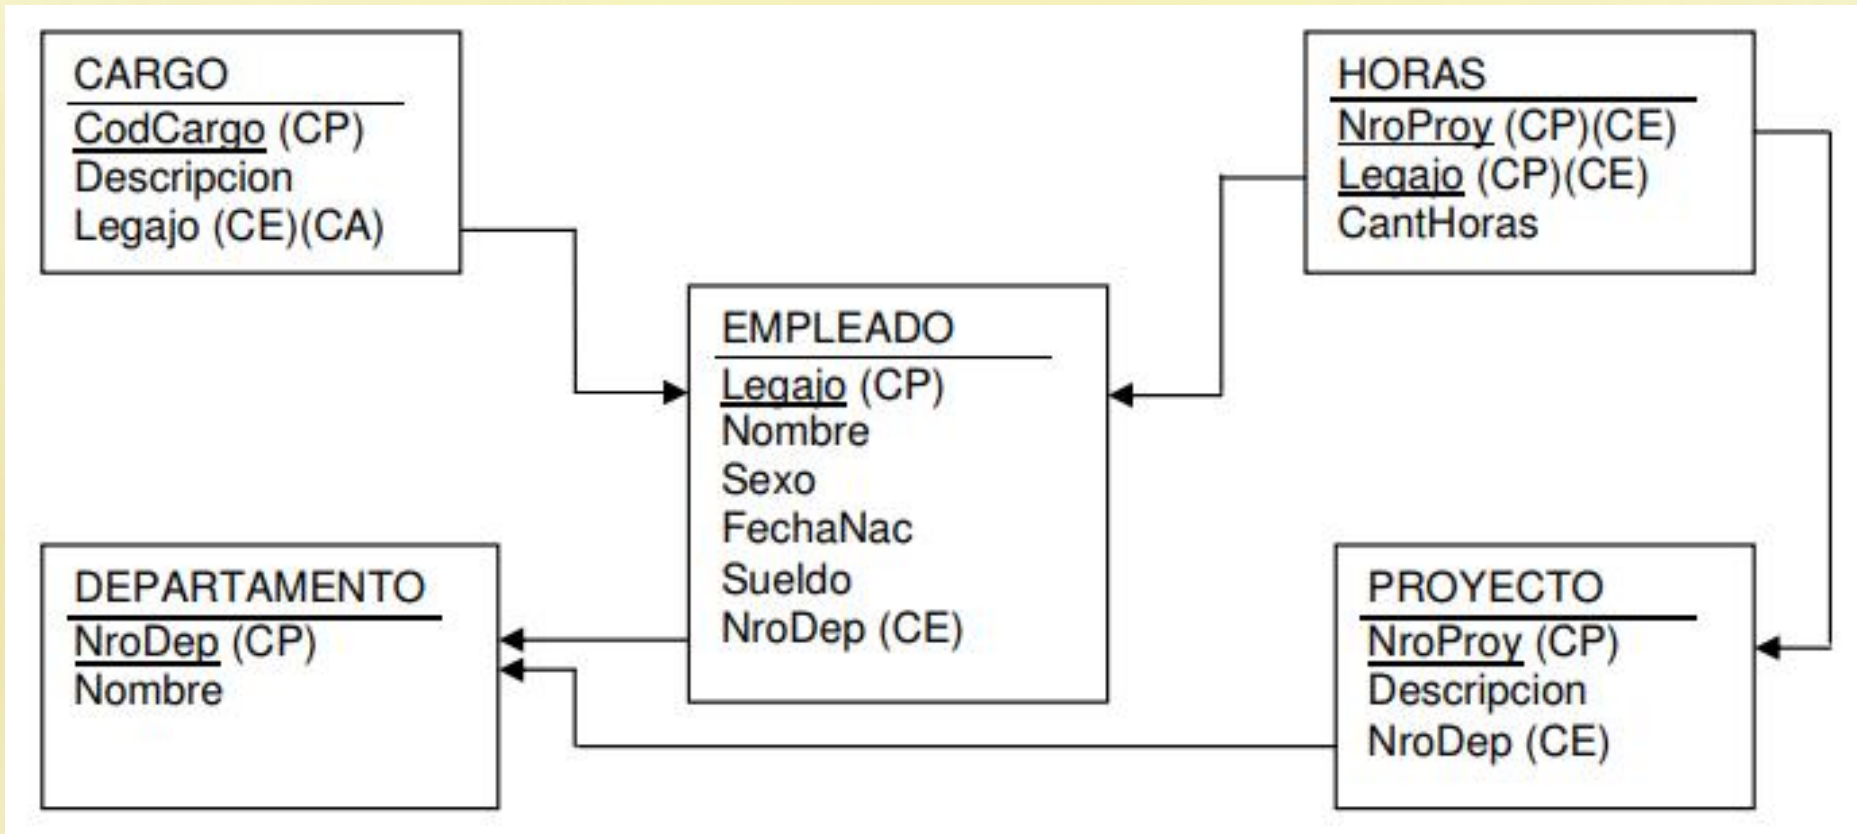 CARGO
CodCargo (CP)
Descripcion
Legajo (CE)(CA)
HORAS
NroProy (CP)(CE)
Legajo (CP)(CE)
CantHoras
EMPLEADO
Legajo (CP)
Nombre
Sexo
FechaNac
Sueldo
NroDep (CE)
DEPARTAMENTO
NroDep (CP)
Nombre
PROYECTO
NroProy (CP)
Descripcion
NroDep (CE)